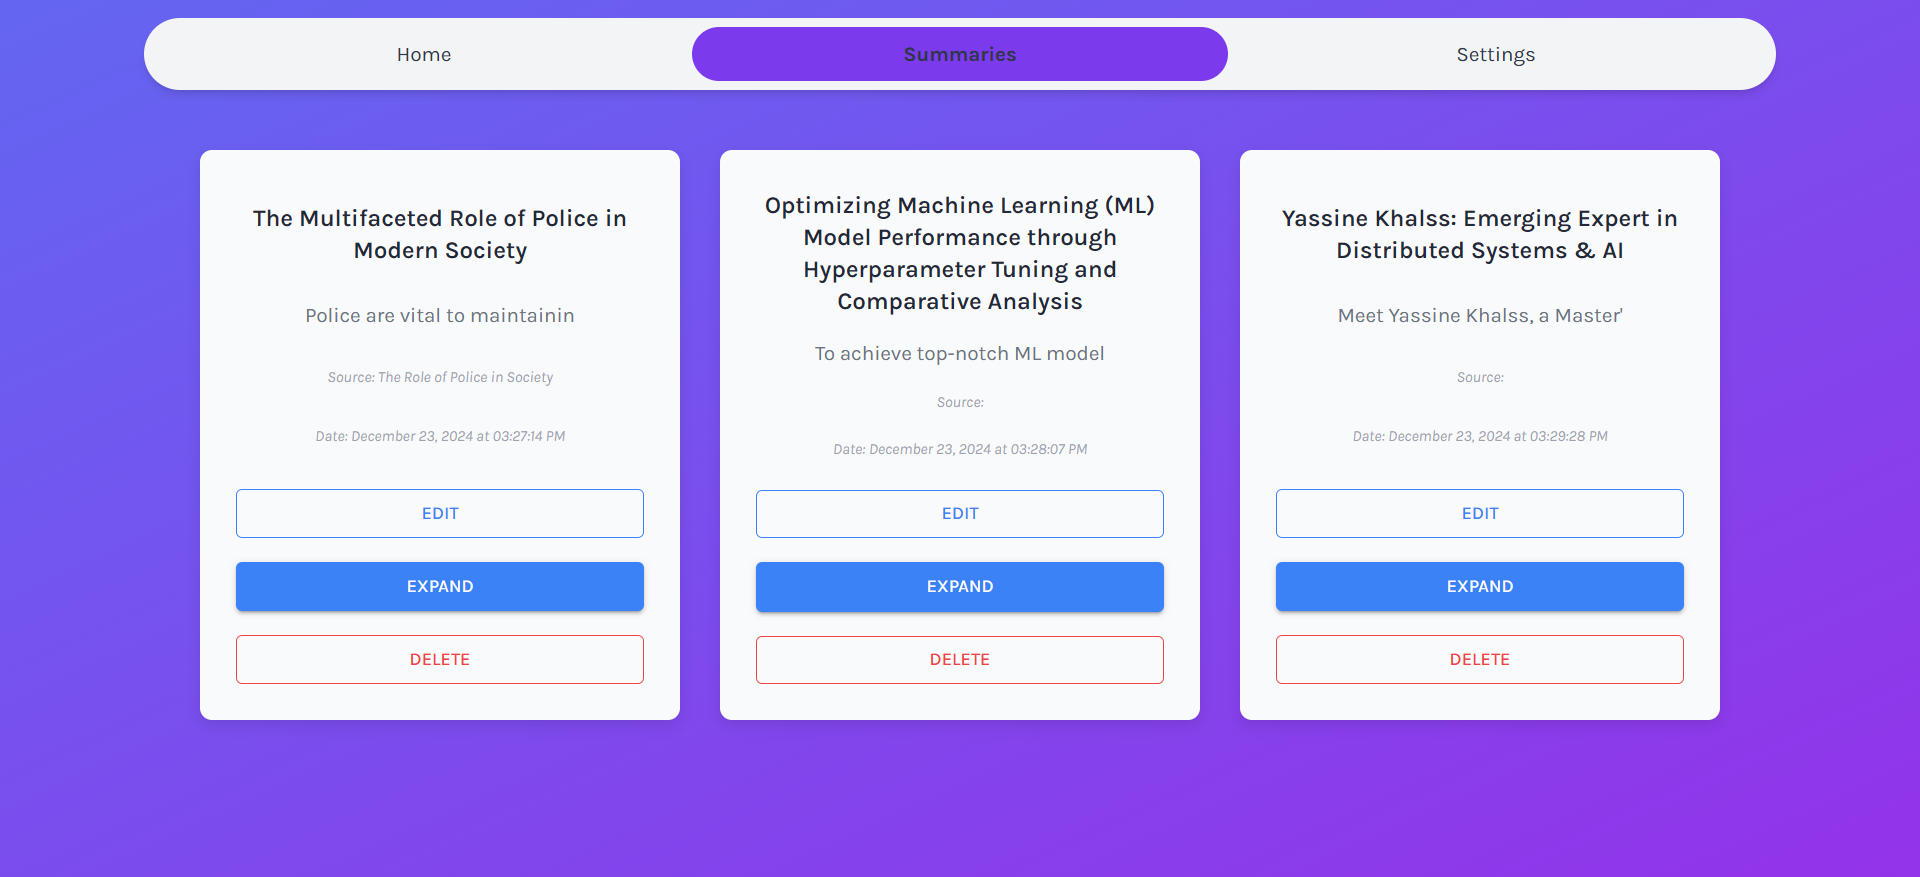 Home
Summaries
Settings
The Multifaceted Role of Police in
Modern Society
Police are vital to maintainin
Source: The Role of Police in Society
Date: December 23, 2024 at 03:27:14 PM
EDIT
EXPAND
DELETE
Optimizing Machine Learning (ML)
Model Performance through
Hyperparameter Tuning and
Comparative Analysis
To achieve top-notch ML model
Source:
Date: December 23, 2024 at 03:28:07 PM
EDIT
EXPAND
DELETE
Yassine Khalss: Emerging Expert in
Distributed Systems & AI
Meet Yassine Khalss, a Master'
Source:
Date: December 23, 2024 at 03:29:28 PM
EDIT
EXPAND
DELETE